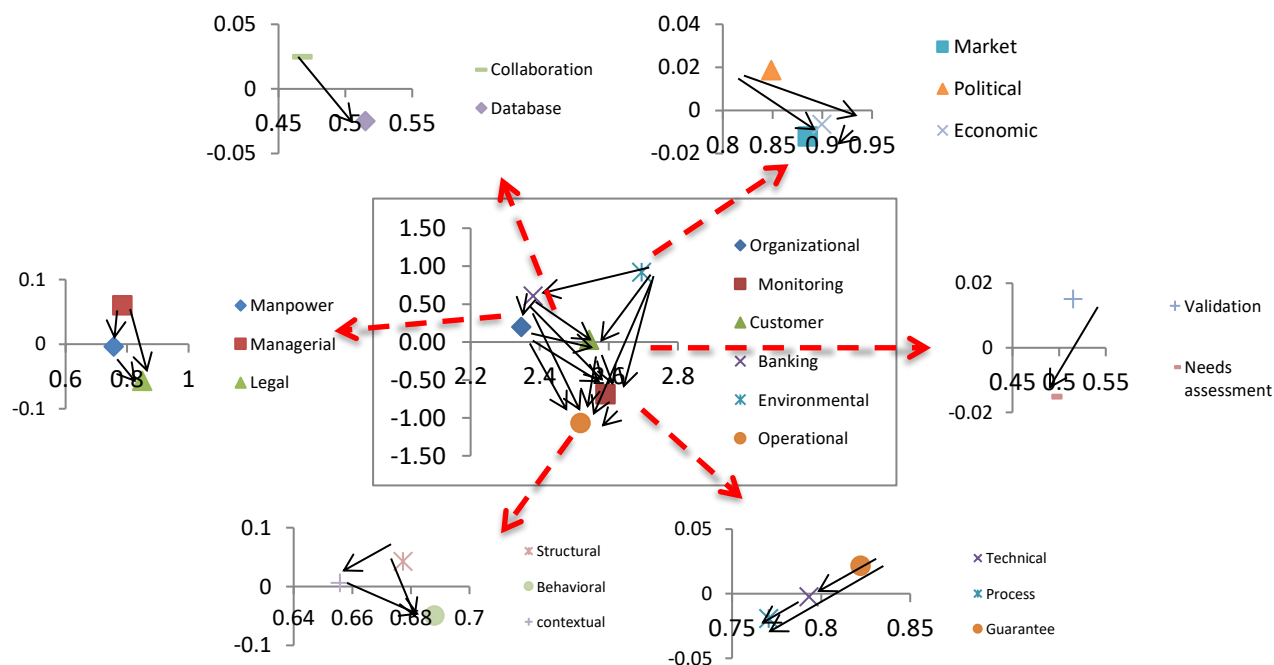 0.05
0
-0.05
0.45
0.5
0.55
Collaboration
Database
0.04
0.02
0
-0.02
0.8
0.85
0.9
0.95
Market
Political
Economic
0.1
0
-0.1
0.6
0.8
1
Manpower
Managerial
Legal
1.50
1.00
0.50
0.00
-0.50
-1.00
-1.50
2.2
2.4
2.6
2.8
Organizational
Monitoring
Customer
Banking
Environmental
Operational
0.02
0
-0.02
0.45
0.5
0.55
Validation
Needs
assessment
0.1
0
-0.1
0.64
0.66
0.68
0.7
Structural
Behavioral
contextual
0.05
0
-0.05
0.75
0.8
0.85
Technical
Process
Guarantee